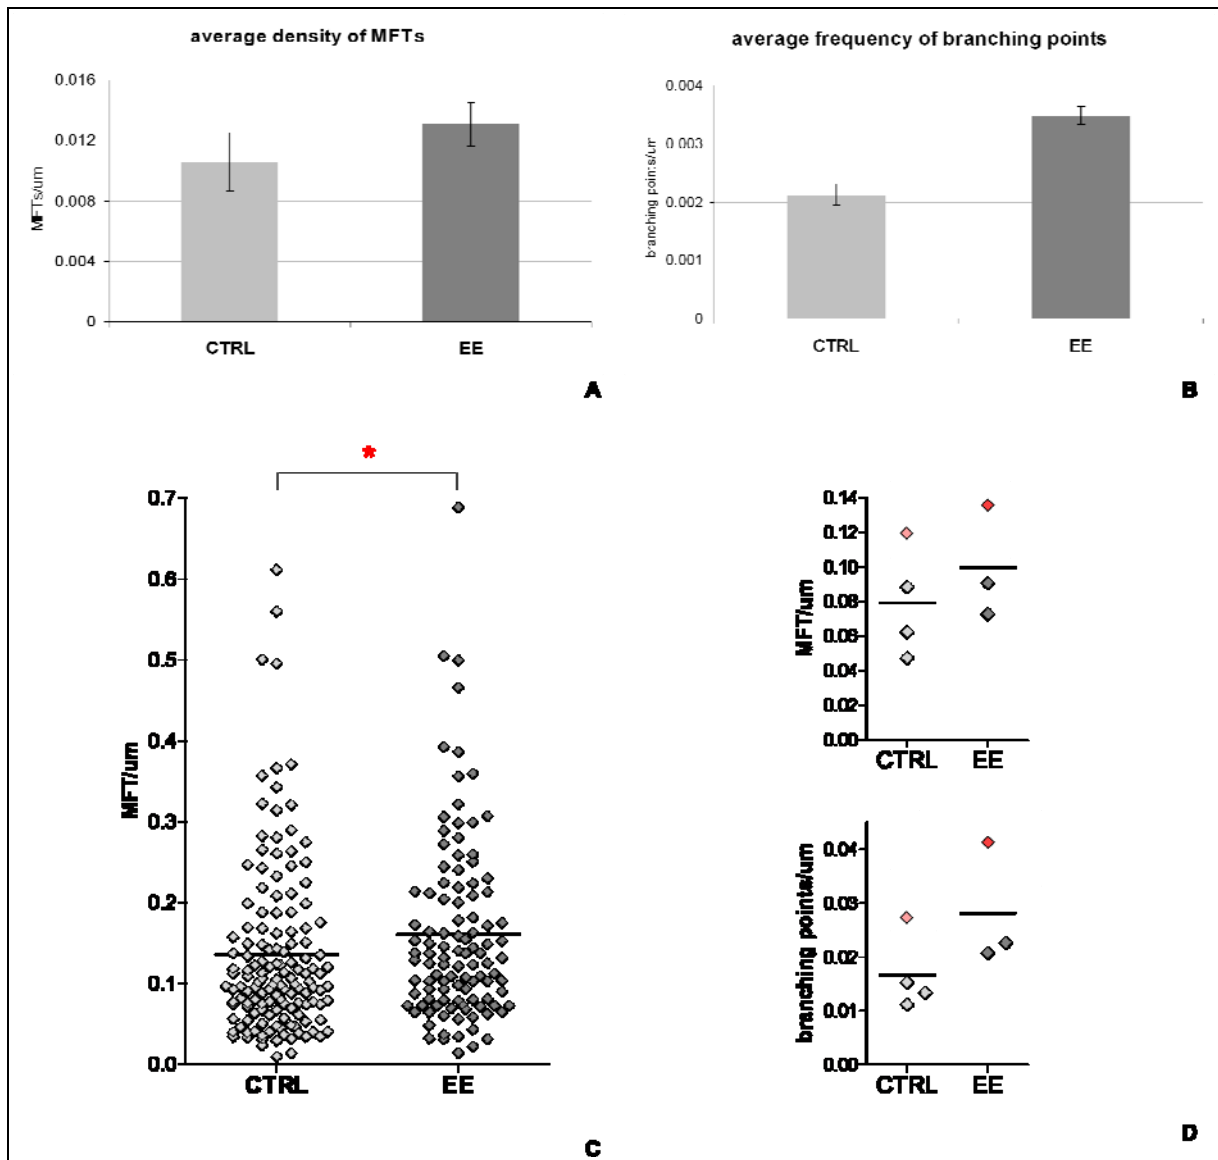 average density of MFTs
0.016
0.012
0.008
0.004
0
MFTs/um
CTRL
EE
A
average frequency of branching points
0.004
0.003
0.002
0.001
0
branching points/um
CTRL
EE
B
*
0.7
0.6
0.5
0.4
0.3
0.2
0.1
0.0
MFT/um
CTRL
EE
C
0.14
0.12
0.10
0.08
0.06
0.04
0.02
0.00
MFT/um
CTRL
EE
0.04
0.03
0.02
0.01
0.00
branching points/um
CTRL
EE
D